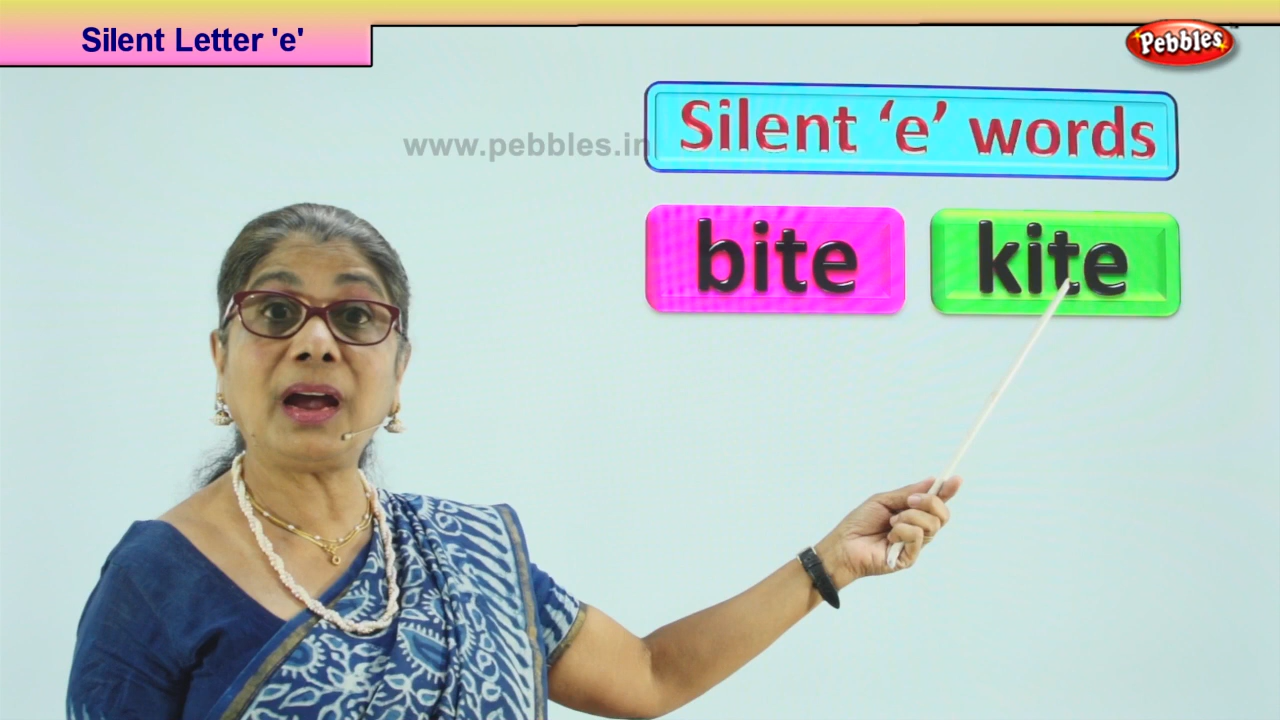 Silent Letter 'e'
Pebbles
www.pebbles.in
Silent ‘e’ words
bite kite